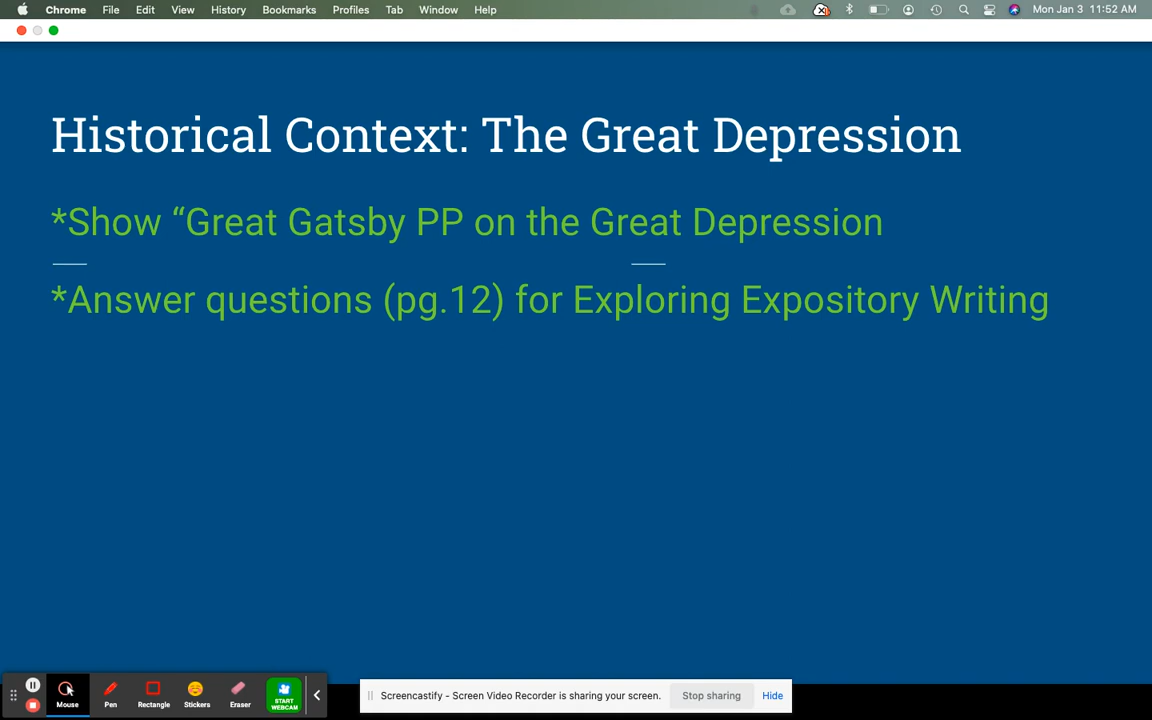 Chrome File Edit View History Bookmarks Profiles Tab Window Help Mon Jan 3 11:52 AM
Historical Context: The Great Depression
*Show “Great Gatsby PP on the Great Depression
*Answer questions (pg.12) for Exploring Expository Writing
Mouse Pen Rectangle Stickers Eraser START WEBCAM
Screencastify - Screen Video Recorder is sharing your screen. Stop sharing Hide